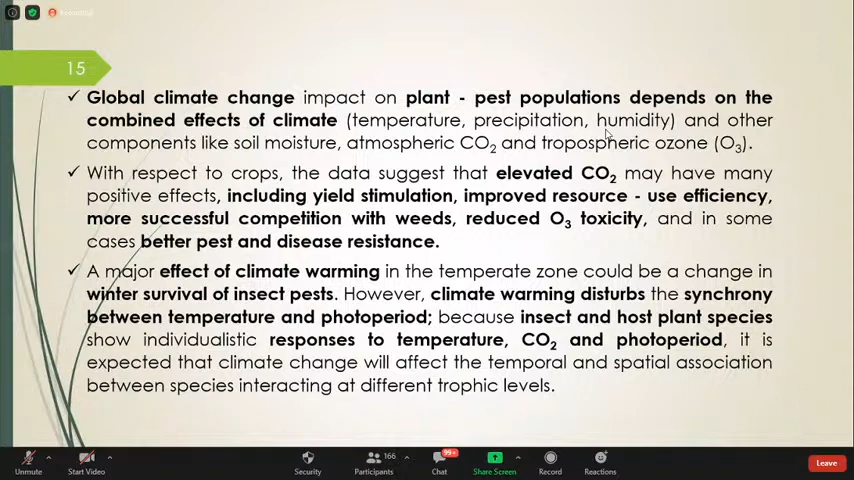 Recording
15
✓ Global climate change impact on plant - pest populations depends on the
combined effects of climate (temperature, precipitation, humidity) and other
components like soil moisture, atmospheric CO₂ and tropospheric ozone (O₃).
✓ With respect to crops, the data suggest that elevated CO₂ may have many
positive effects, including yield stimulation, improved resource - use efficiency,
more successful competition with weeds, reduced O₃ toxicity, and in some
cases better pest and disease resistance.
✓ A major effect of climate warming in the temperate zone could be a change in
winter survival of insect pests. However, climate warming disturbs the synchrony
between temperature and photoperiod; because insect and host plant species
show individualistic responses to temperature, CO₂ and photoperiod, it is
expected that climate change will affect the temporal and spatial association
between species interacting at different trophic levels.
166 99+
Unmute Start Video Security Participants Chat Share Screen Record Reactions Leave